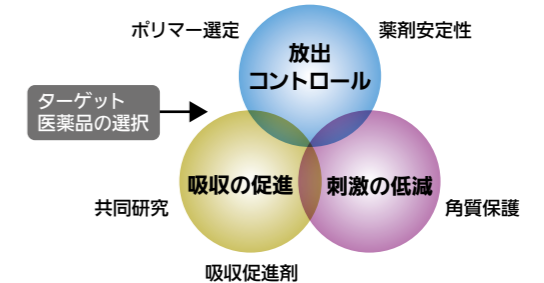 ポリマー選定
薬剤安定性
放出
コントロール
ターゲット
医薬品の選択
吸収の促進
刺激の低減
共同研究
角質保護
吸収促進剤